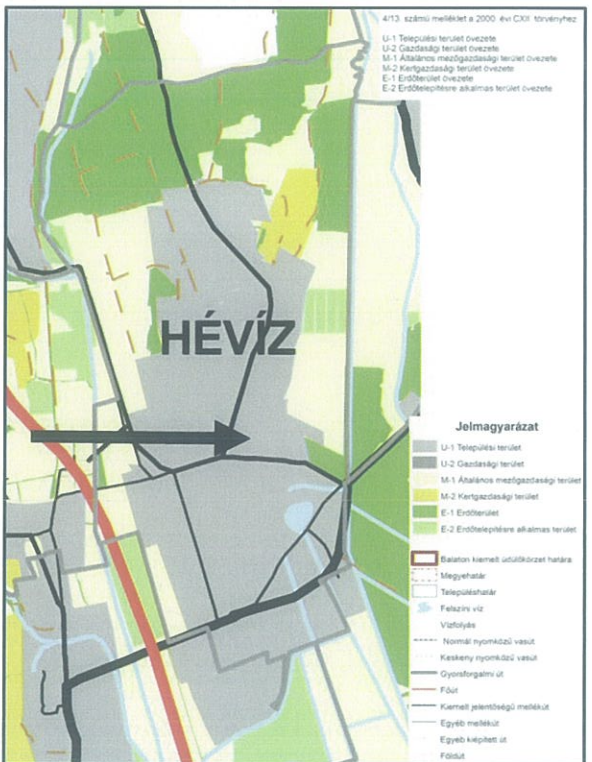 4/13. számú melléklet a 2000. évi CXII. törvényhez
U-1 Települési terület övezete
U-2 Gazdasági terület övezete
M-1 Általános mezőgazdasági terület övezete
M-2 Kertgazdasági terület övezete
E-1 Erdőterület övezete
E-2 Erdőtelepítésre alkalmas terület övezete
HÉVÍZ
Jelmagyarázat
U-1 Települési terület
U-2 Gazdasági terület
M-1 Általános mezőgazdasági terület
M-2 Kertgazdasági terület
E-1 Erdőterület
E-2 Erdőtelepítésre alkalmas terület
Balaton kiemelt üdülőkörzet határa
Megyehatár
Településhatár
Felszíni víz
Vízfolyás
Normál nyomközű vasút
Keskeny nyomközű vasút
Gyorsforgalmi út
Főút
Kiemelt jelentőségű mellékút
Egyéb mellékút
Egyéb kiépített út
Földút